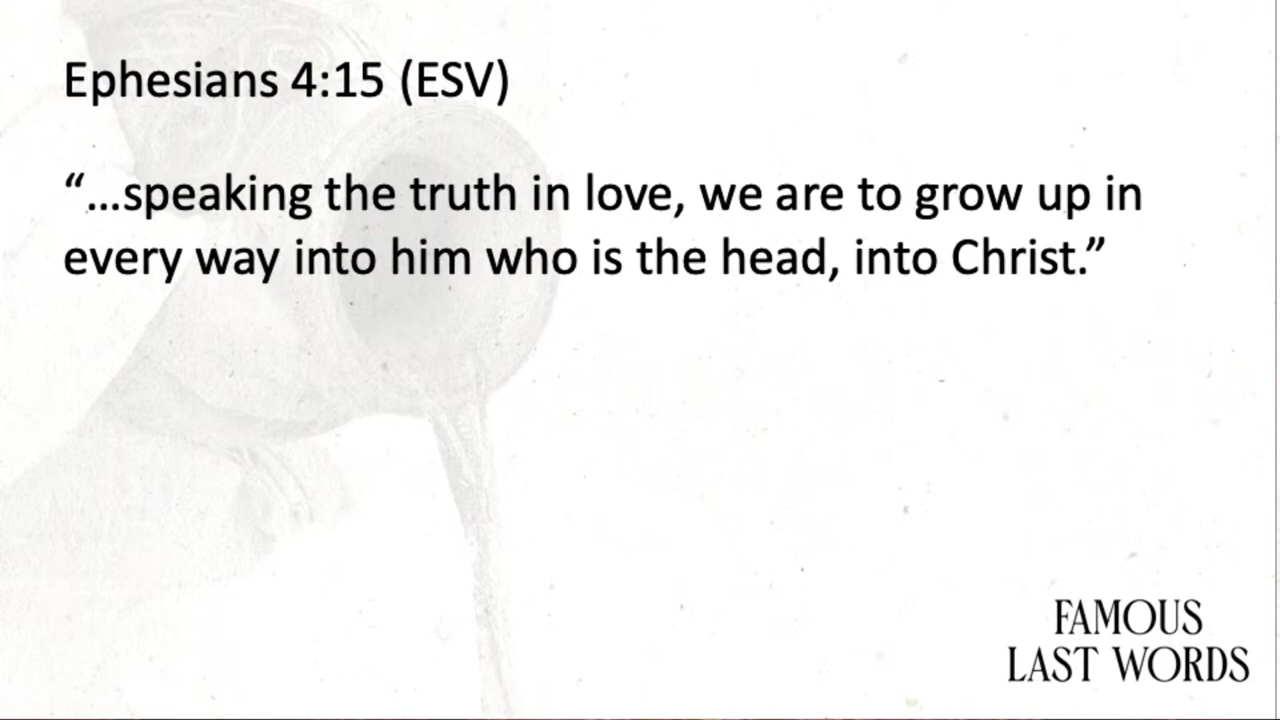 Ephesians 4:15 (ESV)
“…speaking the truth in love, we are to grow up in
every way into him who is the head, into Christ.”
FAMOUS
LAST WORDS